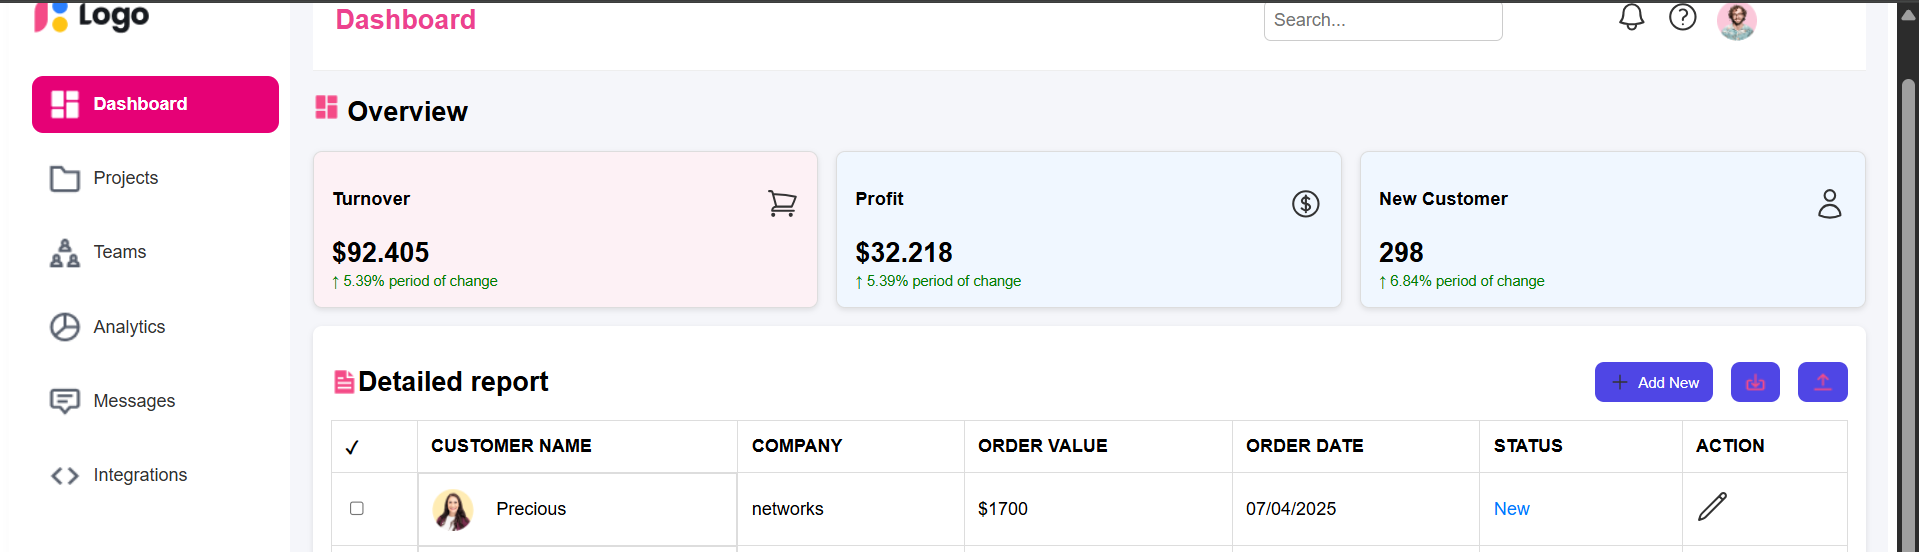 Logo
Dashboard
Search...
Dashboard
Projects
Teams
Analytics
Messages
Integrations
Overview
Turnover
$92.405
↑ 5.39% period of change
Profit
$32.218
↑ 5.39% period of change
New Customer
298
↑ 6.84% period of change
Detailed report
Add New
✓ CUSTOMER NAME COMPANY ORDER VALUE ORDER DATE STATUS ACTION
Precious networks $1700 07/04/2025 New